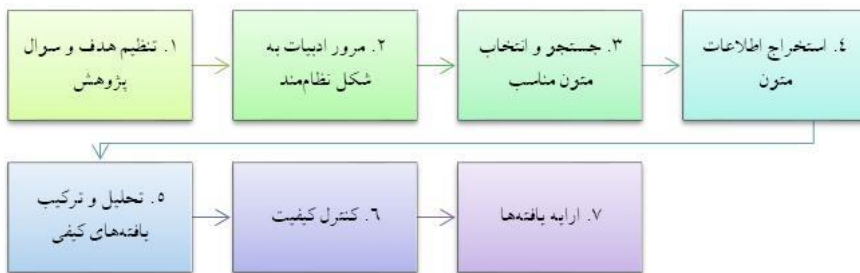 ۱. تنظیم هدف و سوال
پژوهش
۲. مرور ادبیات به
شکل نظام‌مند
۳. جستجو و انتخاب
متون مناسب
۴. استخراج اطلاعات
متون
۵. تحلیل و ترکیب
یافته‌های کیفی
۶. کنترل کیفیت
۷. ارایه یافته‌ها